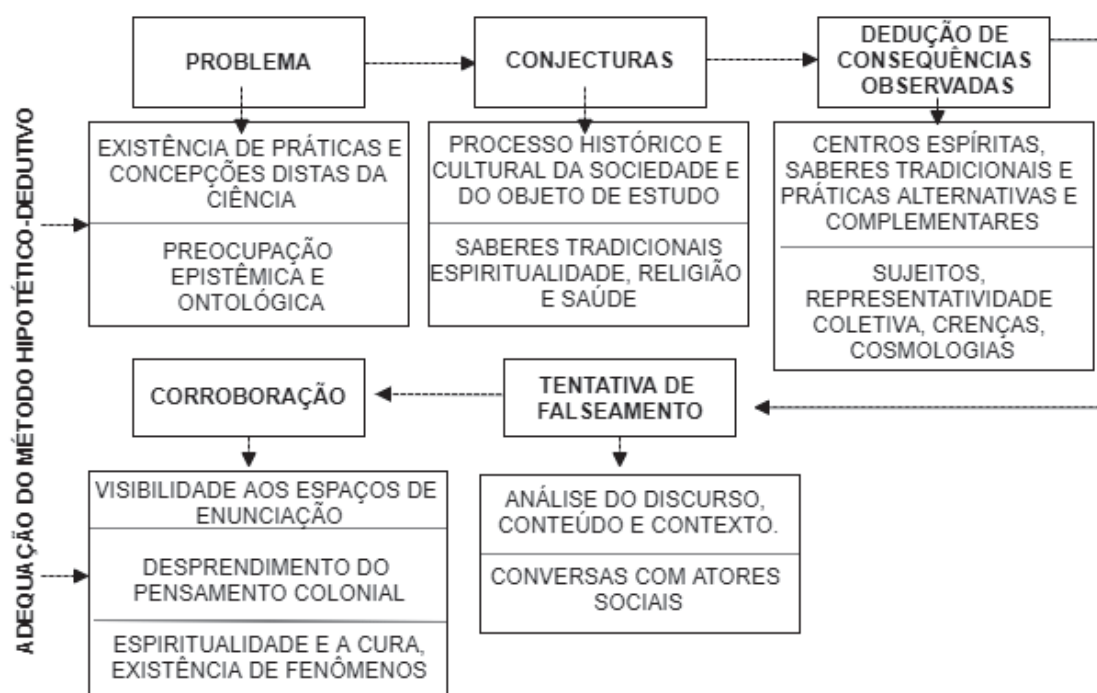 ADEQUAÇÃO DO MÉTODO HIPOTÉTICO-DEDUTIVO
PROBLEMA
EXISTÊNCIA DE PRÁTICAS E
CONCEPÇÕES DISTAS DA
CIÊNCIA
PREOCUPAÇÃO
EPISTÊMICA E
ONTOLÓGICA
CONJECTURAS
PROCESSO HISTÓRICO E
CULTURAL DA SOCIEDADE E
DO OBJETO DE ESTUDO
SABERES TRADICIONAIS
ESPIRITUALIDADE, RELIGIÃO
E SAÚDE
DEDUÇÃO DE
CONSEQUÊNCIAS
OBSERVADAS
CENTROS ESPÍRITAS,
SABERES TRADICIONAIS E
PRÁTICAS ALTERNATIVAS E
COMPLEMENTARES
SUJEITOS,
REPRESENTATIVIDADE
COLETIVA, CRENÇAS,
COSMOLOGIAS
TENTATIVA DE
FALSEAMENTO
ANÁLISE DO DISCURSO,
CONTEÚDO E CONTEXTO.
CONVERSAS COM ATORES
SOCIAIS
CORROBORAÇÃO
VISIBILIDADE AOS ESPAÇOS DE
ENUNCIAÇÃO
DESPRENDIMENTO DO
PENSAMENTO COLONIAL
ESPIRITUALIDADE E A CURA,
EXISTÊNCIA DE FENÔMENOS